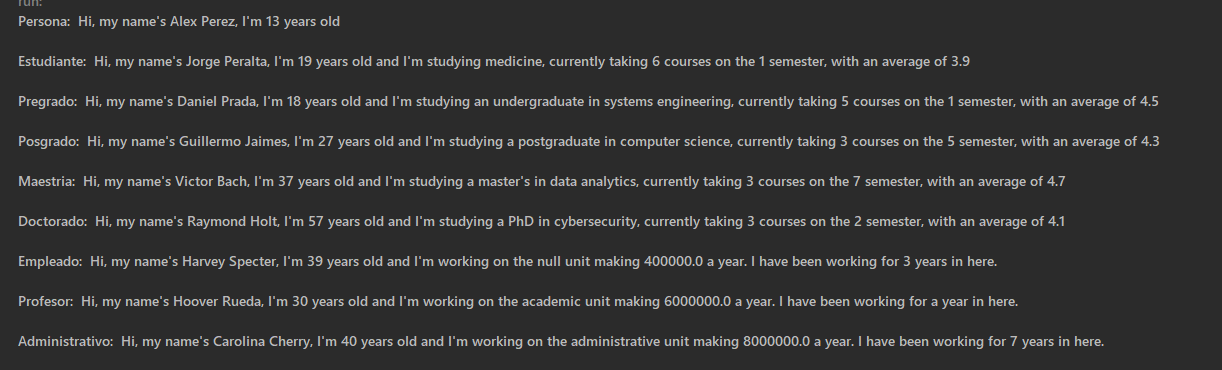 run:
Persona: Hi, my name's Alex Perez, I'm 13 years old
Estudiante: Hi, my name's Jorge Peralta, I'm 19 years old and I'm studying medicine, currently taking 6 courses on the 1 semester, with an average of 3.9
Pregrado: Hi, my name's Daniel Prada, I'm 18 years old and I'm studying an undergraduate in systems engineering, currently taking 5 courses on the 1 semester, with an average of 4.5
Posgrado: Hi, my name's Guillermo Jaimes, I'm 27 years old and I'm studying a postgraduate in computer science, currently taking 3 courses on the 5 semester, with an average of 4.3
Maestria: Hi, my name's Victor Bach, I'm 37 years old and I'm studying a master's in data analytics, currently taking 3 courses on the 7 semester, with an average of 4.7
Doctorado: Hi, my name's Raymond Holt, I'm 57 years old and I'm studying a PhD in cybersecurity, currently taking 3 courses on the 2 semester, with an average of 4.1
Empleado: Hi, my name's Harvey Specter, I'm 39 years old and I'm working on the null unit making 400000.0 a year. I have been working for 3 years in here.
Profesor: Hi, my name's Hoover Rueda, I'm 30 years old and I'm working on the academic unit making 6000000.0 a year. I have been working for a year in here.
Administrativo: Hi, my name's Carolina Cherry, I'm 40 years old and I'm working on the administrative unit making 8000000.0 a year. I have been working for 7 years in here.